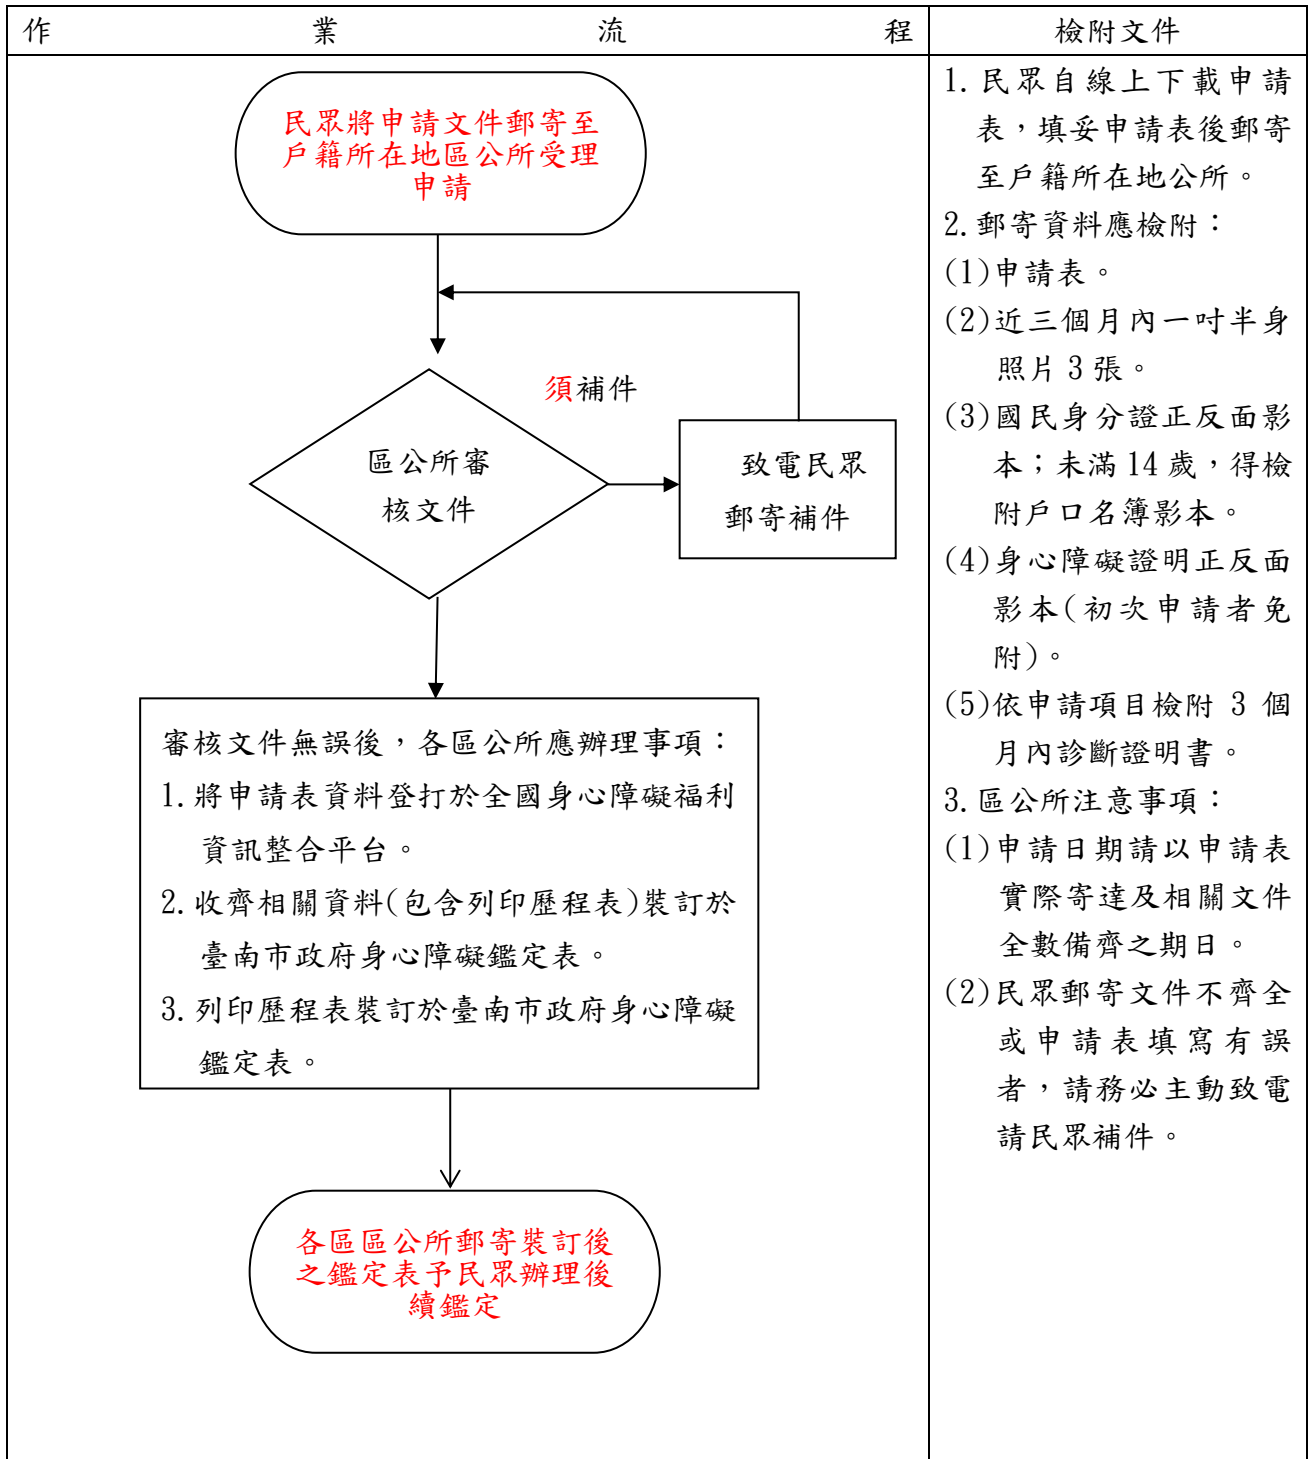 作業流程
檢附文件
民眾將申請文件郵寄至
戶籍所在地區公所受理
申請
須補件
區公所審
核文件
致電民眾
郵寄補件
審核文件無誤後，各區公所應辦理事項：
1.將申請表資料登打於全國身心障礙福利
資訊整合平台。
2.收齊相關資料(包含列印歷程表)裝訂於
臺南市政府身心障礙鑑定表。
3.列印歷程表裝訂於臺南市政府身心障礙
鑑定表。
各區區公所郵寄裝訂後
之鑑定表予民眾辦理後
續鑑定
1.民眾自線上下載申請
表，填妥申請表後郵寄
至戶籍所在地公所。
2.郵寄資料應檢附：
(1)申請表。
(2)近三個月內一吋半身
照片3張。
(3)國民身分證正反面影
本；未滿14歲，得檢
附戶口名簿影本。
(4)身心障礙證明正反面
影本(初次申請者免
附)。
(5)依申請項目檢附 3 個
月內診斷證明書。
3.區公所注意事項：
(1)申請日期請以申請表
實際寄達及相關文件
全數備齊之期日。
(2)民眾郵寄文件不齊全
或申請表填寫有誤
者，請務必主動致電
請民眾補件。